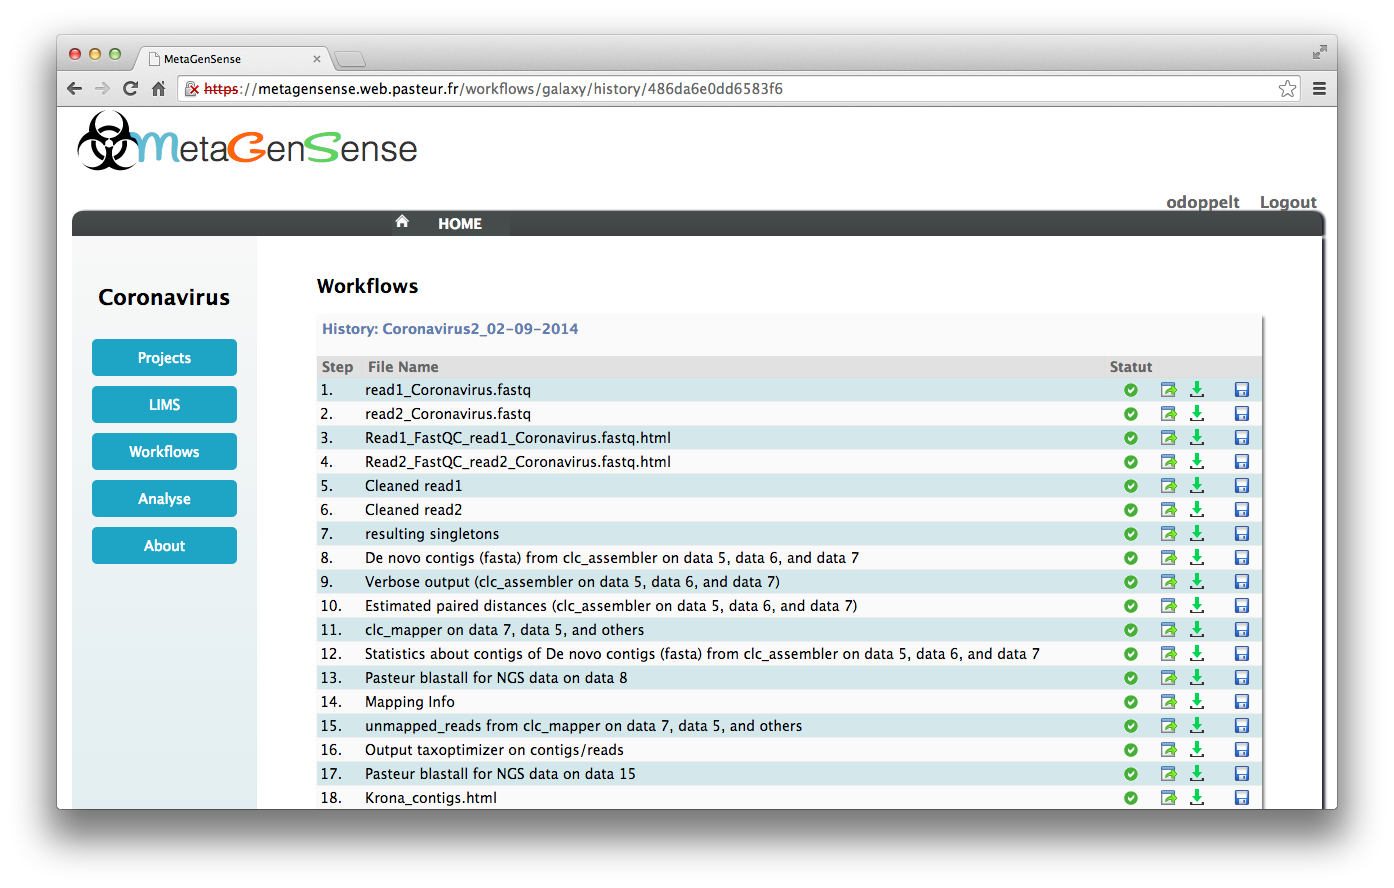 MetaGenSense
https://metagensense.web.pasteur.fr/workflows/galaxy/history/486da6e0dd6583f6
MetaGenSense
odoppelt Logout
HOME
Coronavirus
Projects
LIMS
Workflows
Analyse
About
Workflows
History: Coronavirus2_02-09-2014
Step File Name Statut
1. read1_Coronavirus.fastq
2. read2_Coronavirus.fastq
3. Read1_FastQC_read1_Coronavirus.fastq.html
4. Read2_FastQC_read2_Coronavirus.fastq.html
5. Cleaned read1
6. Cleaned read2
7. resulting singletons
8. De novo contigs (fasta) from clc_assembler on data 5, data 6, and data 7
9. Verbose output (clc_assembler on data 5, data 6, and data 7)
10. Estimated paired distances (clc_assembler on data 5, data 6, and data 7)
11. clc_mapper on data 7, data 5, and others
12. Statistics about contigs of De novo contigs (fasta) from clc_assembler on data 5, data 6, and data 7
13. Pasteur blastall for NGS data on data 8
14. Mapping Info
15. unmapped_reads from clc_mapper on data 7, data 5, and others
16. Output taxoptimizer on contigs/reads
17. Pasteur blastall for NGS data on data 15
18. Krona_contigs.html